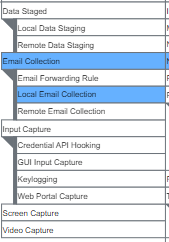 Data Staged
Local Data Staging
Remote Data Staging
Email Collection
Email Forwarding Rule
Local Email Collection
Remote Email Collection
Input Capture
Credential API Hooking
GUI Input Capture
Keylogging
Web Portal Capture
Screen Capture
Video Capture